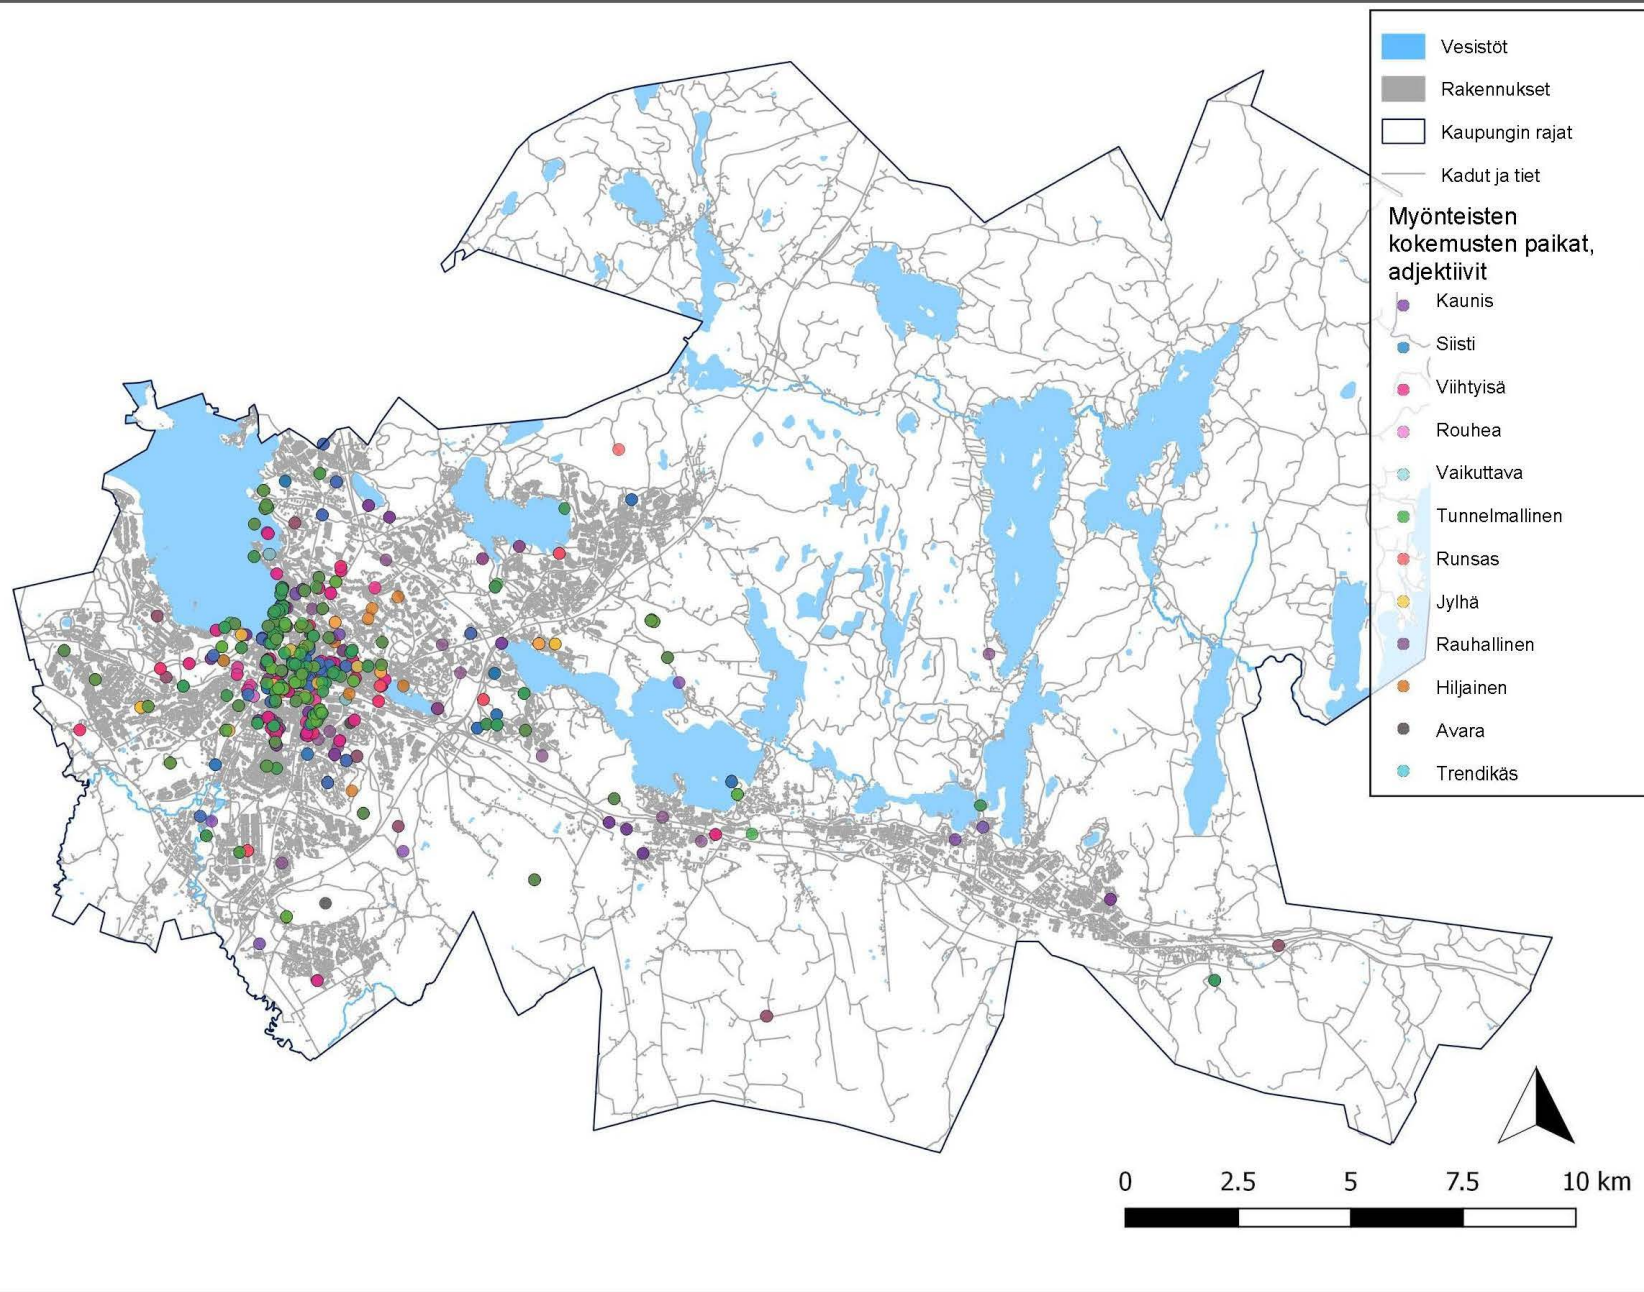 Vesistöt
Rakennukset
Kaupungin rajat
Kadut ja tiet
Myönteisten
kokemusten paikat,
adjektiivit
Kaunis
Siisti
Viihtyisä
Rouhea
Vaikuttava
Tunnelmallinen
Runsas
Jylhä
Rauhallinen
Hiljainen
Avara
Trendikäs
0 2.5 5 7.5 10 km